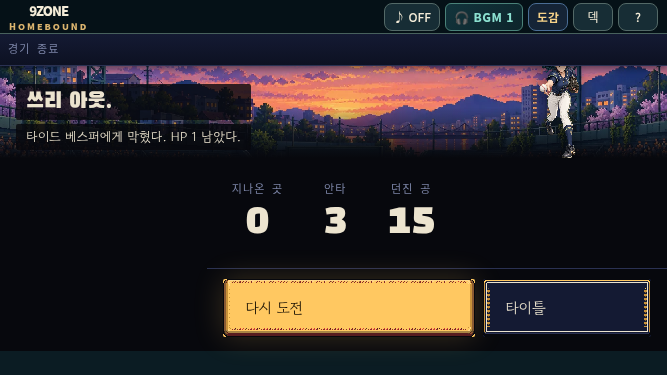 9ZONE
HOMEBOUND
♪ OFF
🎧 BGM 1
도감
덱
?
경기 종료
쓰리 아웃.
타이드 베스퍼에게 막혔다. HP 1 남았다.
지나온 곳
안타
던진 공
0
3
15
다시 도전
타이틀